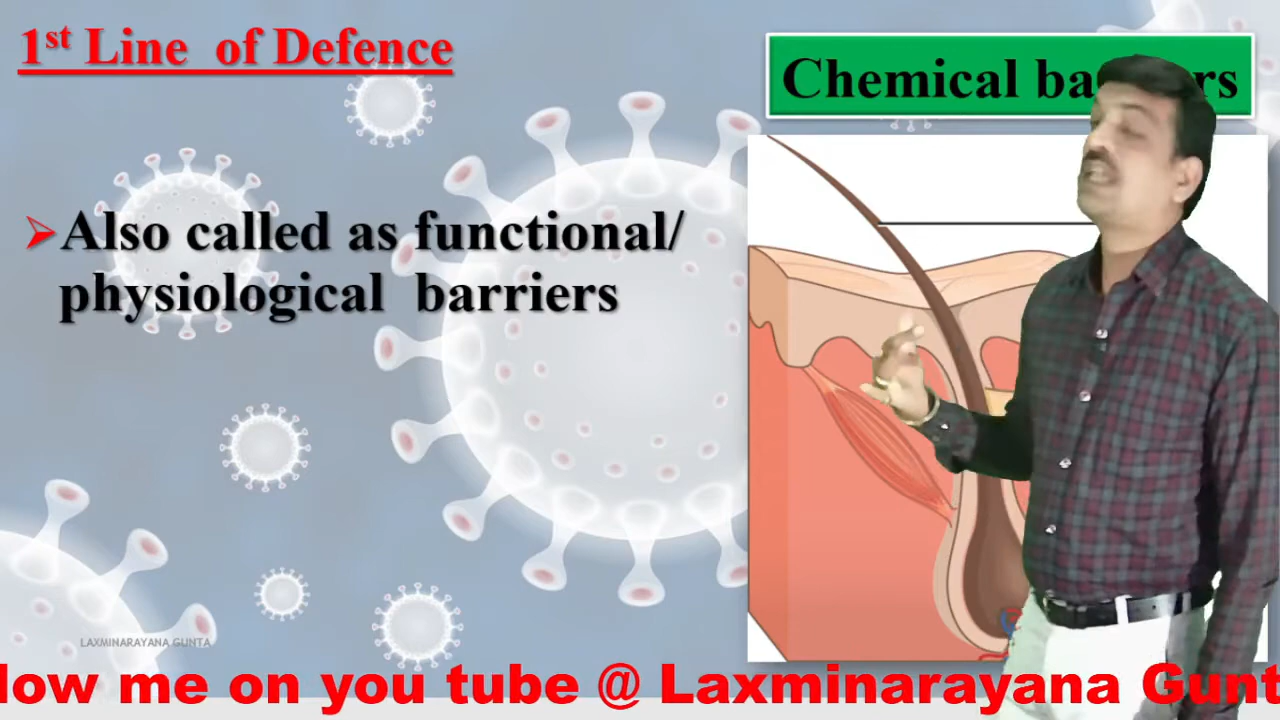 1st Line of Defence
Chemical ba rs
Also called as functional/
physiological barriers
LAXMINARAYANA GUNTA
low me on you tube @ Laxminarayana Gunt